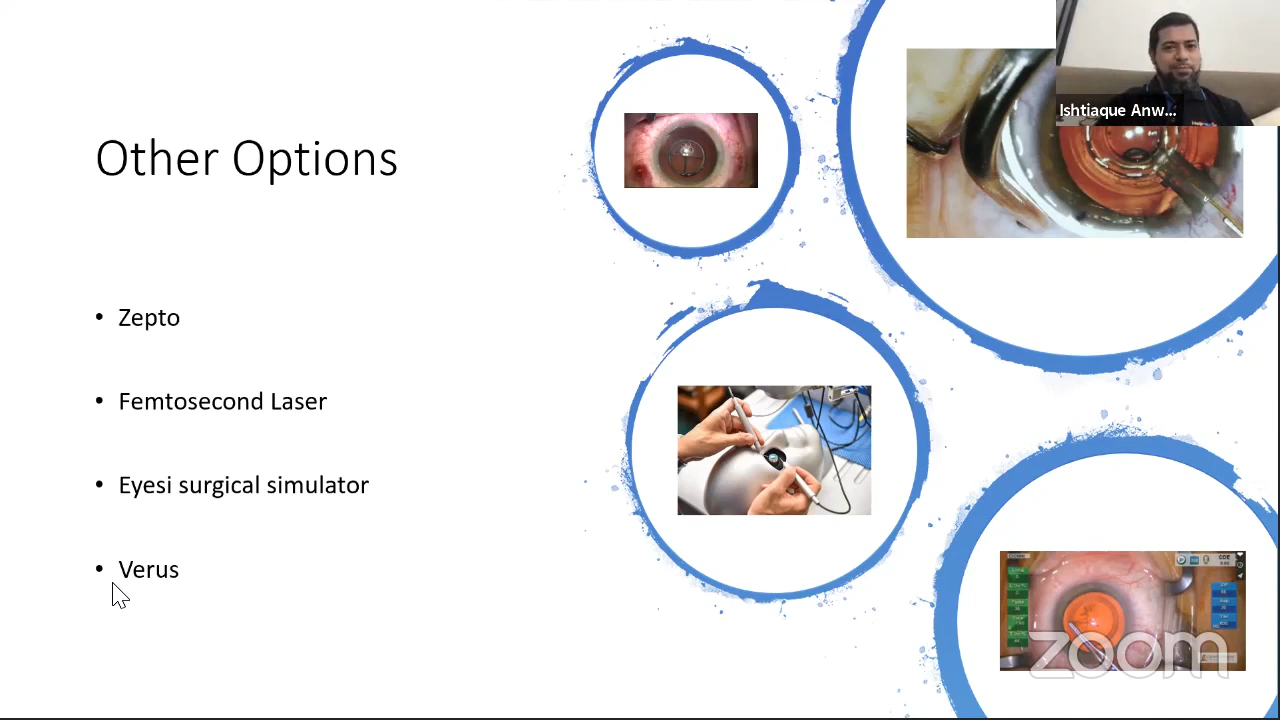 Other Options
• Zepto
• Femtosecond Laser
• Eyesi surgical simulator
• Verus
Ishtiaque Anw...
zoom